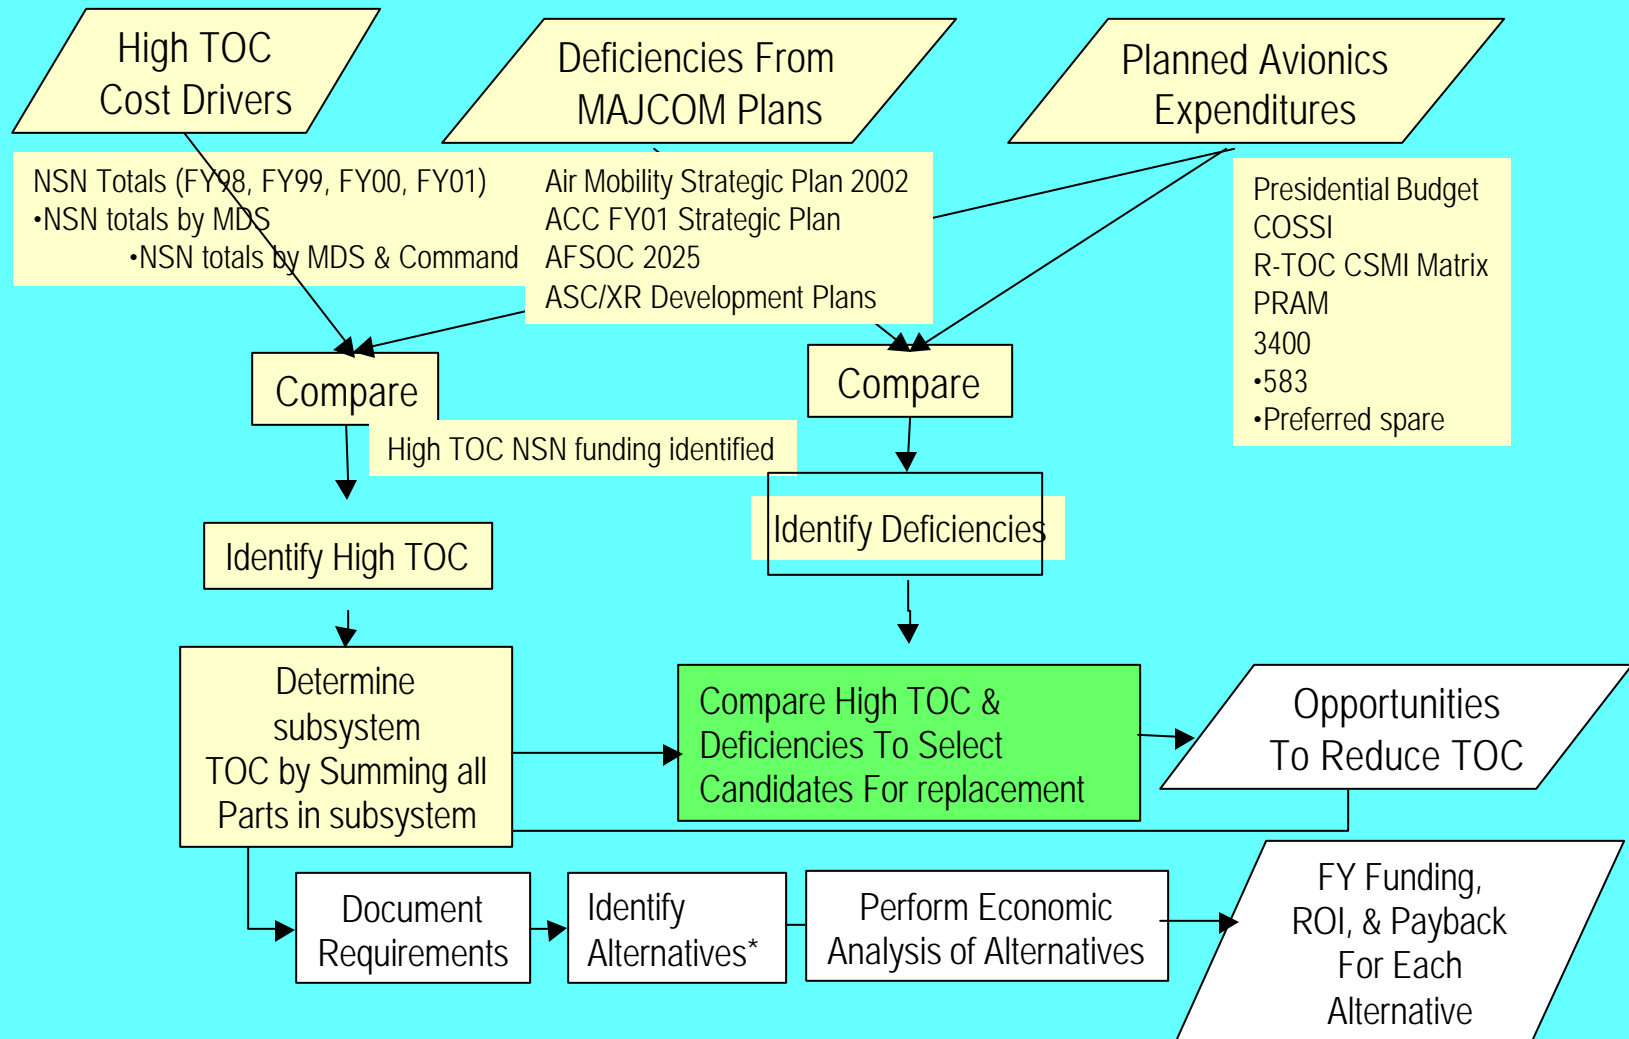 High TOC
Cost Drivers
Deficiencies From
MAJCOM Plans
Planned Avionics
Expenditures
NSN Totals (FY98, FY99, FY00, FY01)
•NSN totals by MDS
•NSN totals by MDS & Command
Air Mobility Strategic Plan 2002
ACC FY01 Strategic Plan
AFSOC 2025
ASC/XR Development Plans
Presidential Budget
COSSI
R-TOC CSMI Matrix
PRAM
3400
•583
•Preferred spare
Compare
Compare
High TOC NSN funding identified
Identify High TOC
Identify Deficiencies
Determine
subsystem
TOC by Summing all
Parts in subsystem
Compare High TOC &
Deficiencies To Select
Candidates For replacement
Opportunities
To Reduce TOC
Document
Requirements
Identify
Alternatives*
Perform Economic
Analysis of Alternatives
FY Funding,
ROI, & Payback
For Each
Alternative